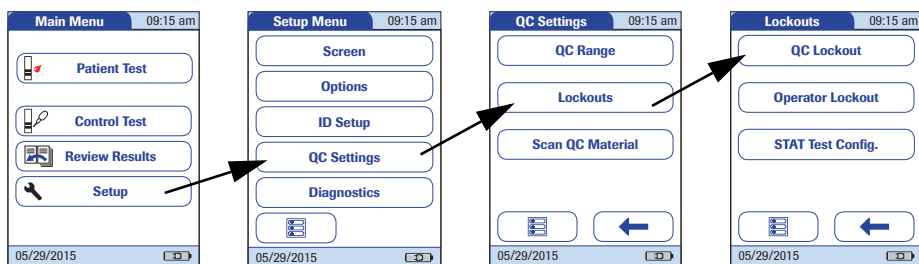 Main Menu 09:15 am
Patient Test
Control Test
Review Results
Setup
05/29/2015
Setup Menu 09:15 am
Screen
Options
ID Setup
QC Settings
Diagnostics
05/29/2015
QC Settings 09:15 am
QC Range
Lockouts
Scan QC Material
05/29/2015
Lockouts 09:15 am
QC Lockout
Operator Lockout
STAT Test Config.
05/29/2015